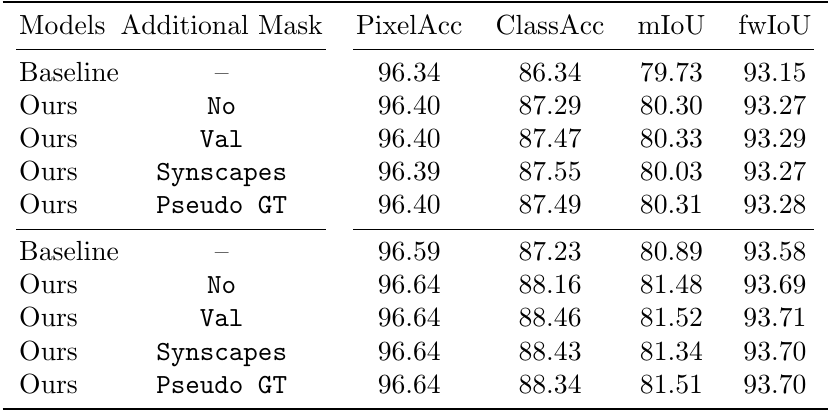 Models Additional Mask PixelAcc ClassAcc mIoU fwIoU
Baseline – 96.34 86.34 79.73 93.15
Ours No 96.40 87.29 80.30 93.27
Ours Val 96.40 87.47 80.33 93.29
Ours Synscapes 96.39 87.55 80.03 93.27
Ours Pseudo GT 96.40 87.49 80.31 93.28
Baseline – 96.59 87.23 80.89 93.58
Ours No 96.64 88.16 81.48 93.69
Ours Val 96.64 88.46 81.52 93.71
Ours Synscapes 96.64 88.43 81.34 93.70
Ours Pseudo GT 96.64 88.34 81.51 93.70